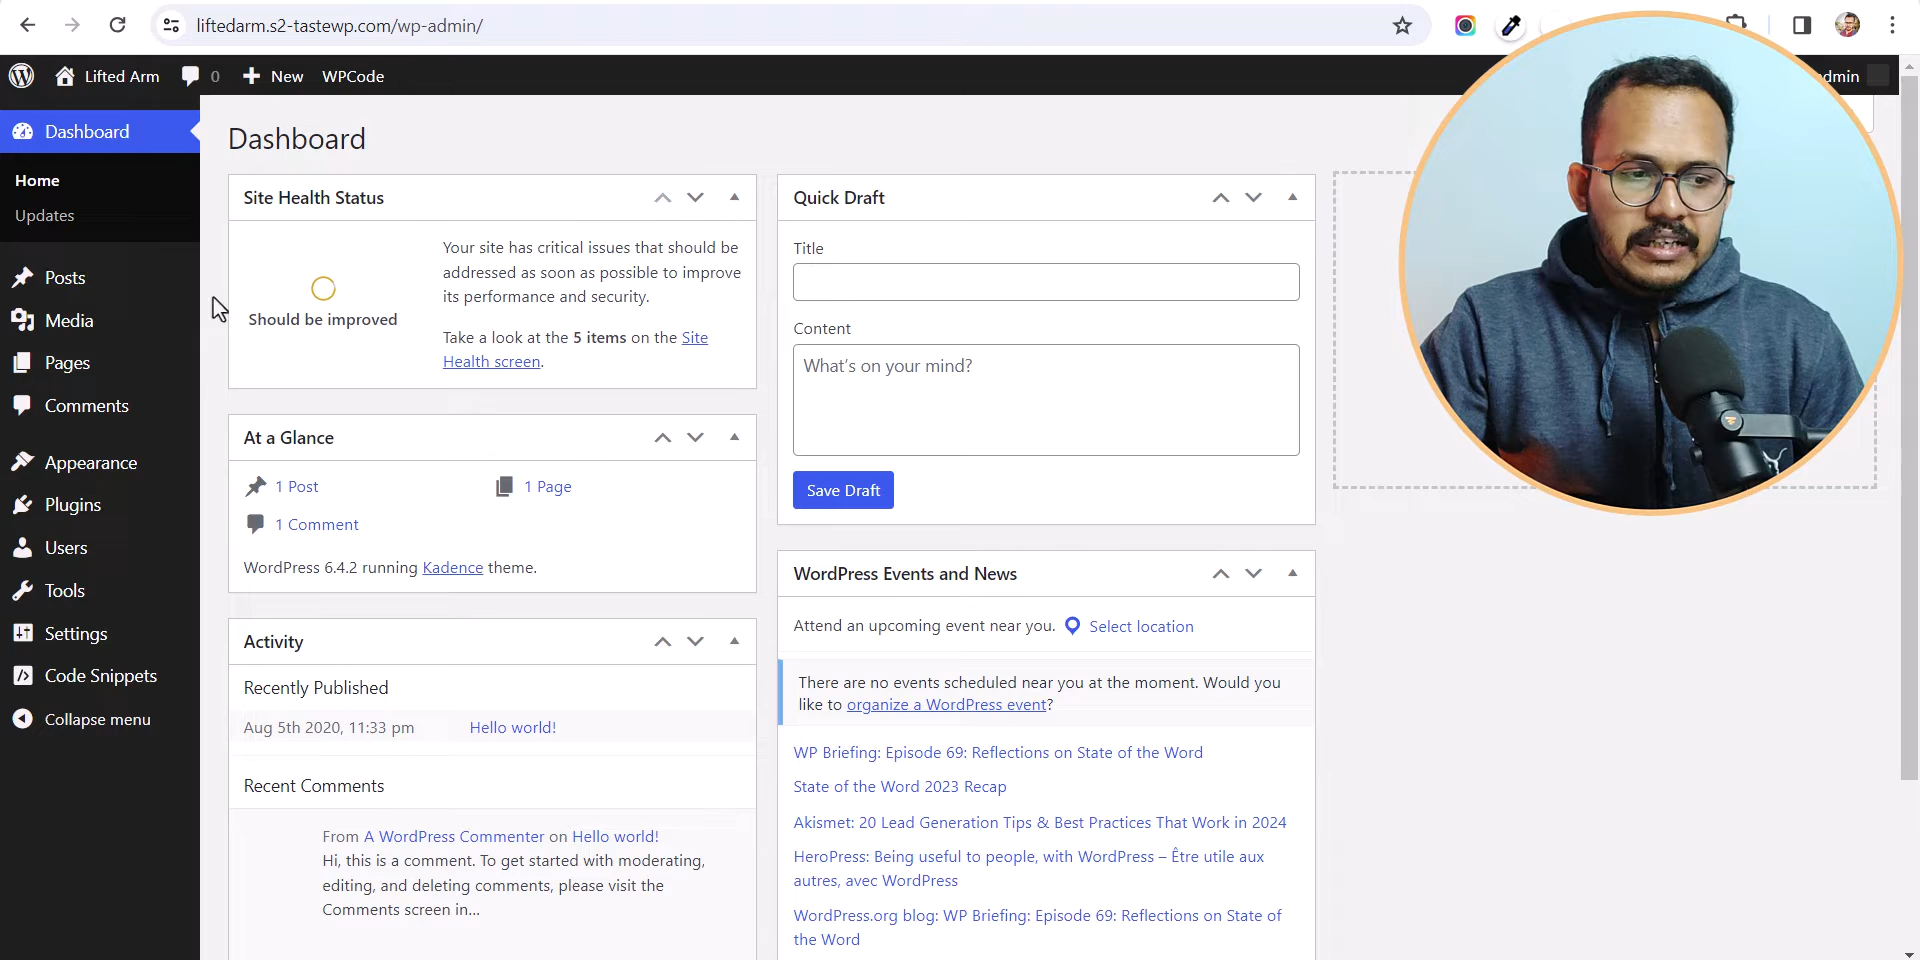 liftedarm.s2-tastewp.com/wp-admin/
Lifted Arm
0
New
WPCode
dmin
Dashboard
Home
Updates
Posts
Media
Pages
Comments
Appearance
Plugins
Users
Tools
Settings
Code Snippets
Collapse menu
Dashboard
Site Health Status
Should be improved
Your site has critical issues that should be
addressed as soon as possible to improve
its performance and security.
Take a look at the 5 items on the Site
Health screen.
At a Glance
1 Post
1 Page
1 Comment
WordPress 6.4.2 running Kadence theme.
Activity
Recently Published
Aug 5th 2020, 11:33 pm
Hello world!
Recent Comments
From A WordPress Commenter on Hello world!
Hi, this is a comment. To get started with moderating,
editing, and deleting comments, please visit the
Comments screen in…
Quick Draft
Title
Content
What's on your mind?
Save Draft
WordPress Events and News
Attend an upcoming event near you.
Select location
There are no events scheduled near you at the moment. Would you
like to organize a WordPress event?
WP Briefing: Episode 69: Reflections on State of the Word
State of the Word 2023 Recap
Akismet: 20 Lead Generation Tips & Best Practices That Work in 2024
HeroPress: Being useful to people, with WordPress – Être utile aux
autres, avec WordPress
WordPress.org blog: WP Briefing: Episode 69: Reflections on State of
the Word